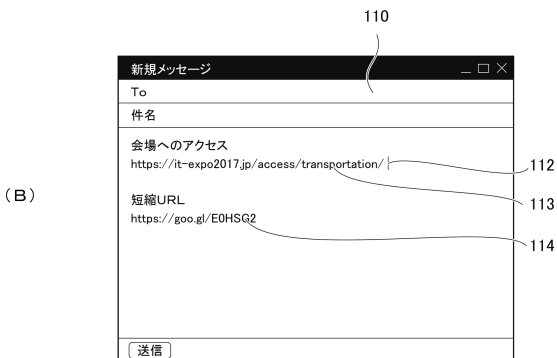 110
新規メッセージ
To
件名
会場へのアクセス
https://it-expo2017.jp/access/transportation/
112
(B)
短縮URL
113
https://goo.gl/E0HSG2
114
送信